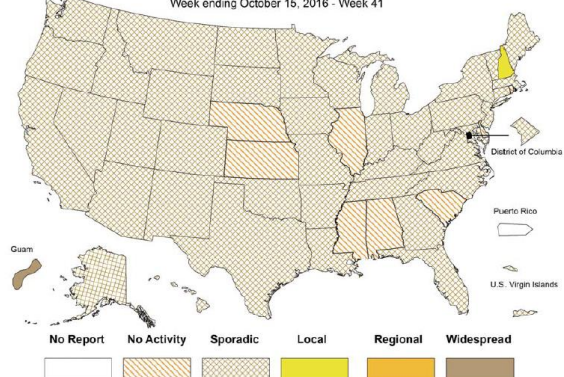 Week ending October 15, 2016 - Week 41
District of Columbia
Puerto Rico
Guam
U.S. Virgin Islands
No Report No Activity Sporadic Local Regional Widespread